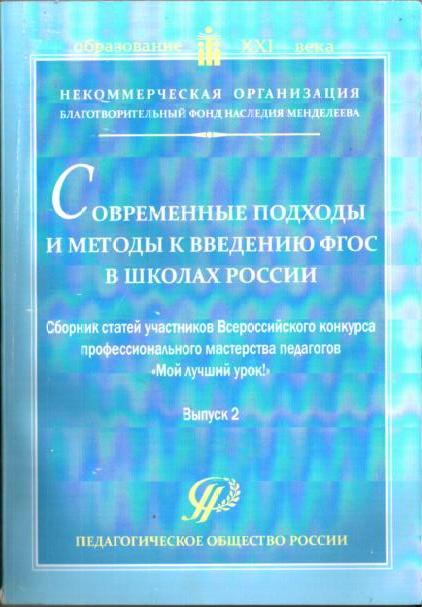 образование XXI века
НЕКОММЕРЧЕСКАЯ ОРГАНИЗАЦИЯ
БЛАГОТВОРИТЕЛЬНЫЙ ФОНД НАСЛЕДИЯ МЕНДЕЛЕЕВА
СОВРЕМЕННЫЕ ПОДХОДЫ
И МЕТОДЫ К ВВЕДЕНИЮ ФГОС
В ШКОЛАХ РОССИИ
Сборник статей участников Всероссийского конкурса
профессионального мастерства педагогов
«Мой лучший урок!»
Выпуск 2
ПЕДАГОГИЧЕСКОЕ ОБЩЕСТВО РОССИИ